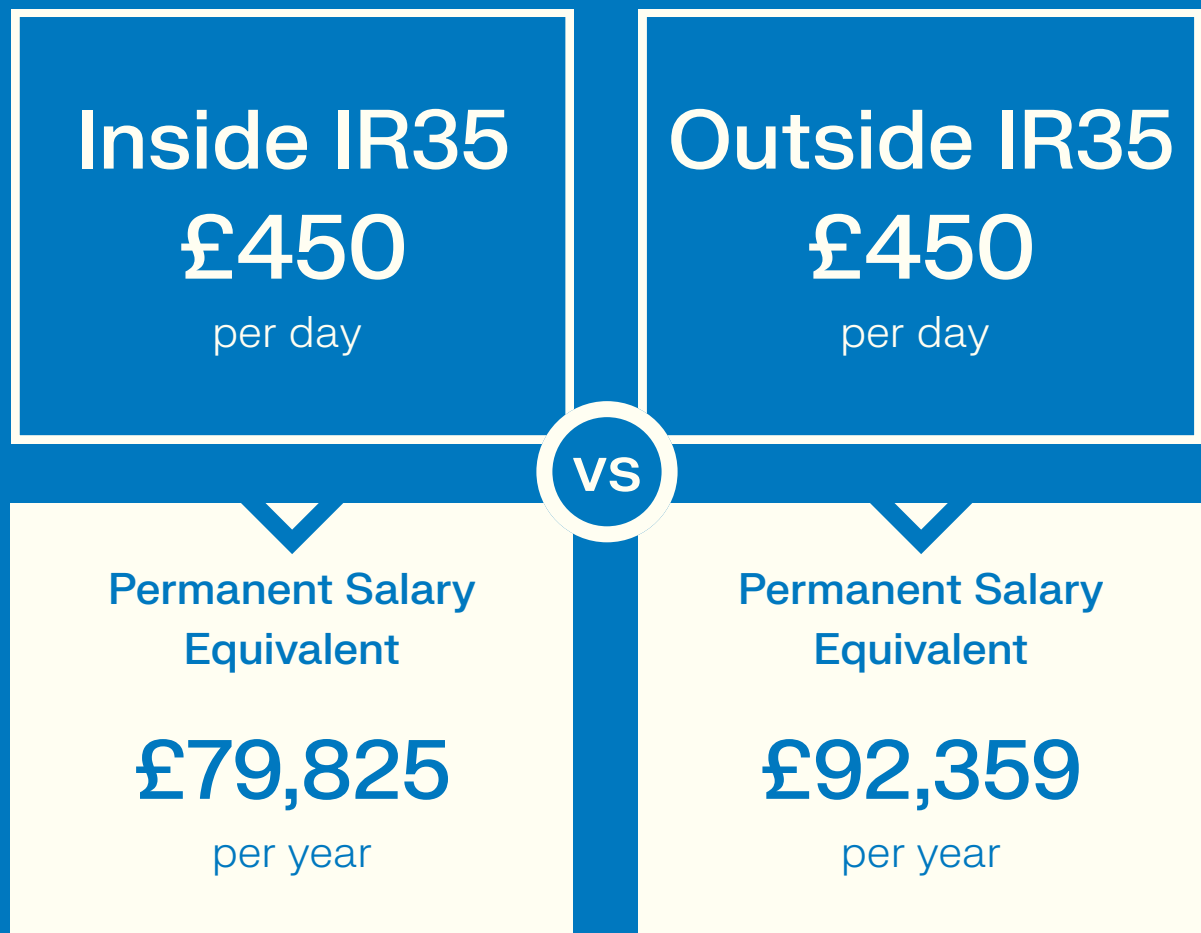 Inside IR35
£450
per day
Outside IR35
£450
per day
vs
Permanent Salary
Equivalent
£79,825
per year
Permanent Salary
Equivalent
£92,359
per year